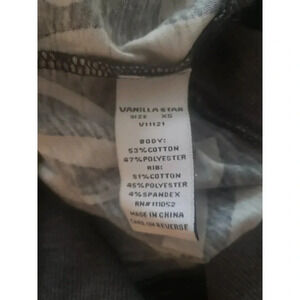 VANILLA STAR
SIZE XS
V11121
BODY:
53%COTTON
47%POLYESTER
RIB:
51%COTTON
45%POLYESTER
4%SPANDEX
RN#111052
MADE IN CHINA
CARE ON REVERSE